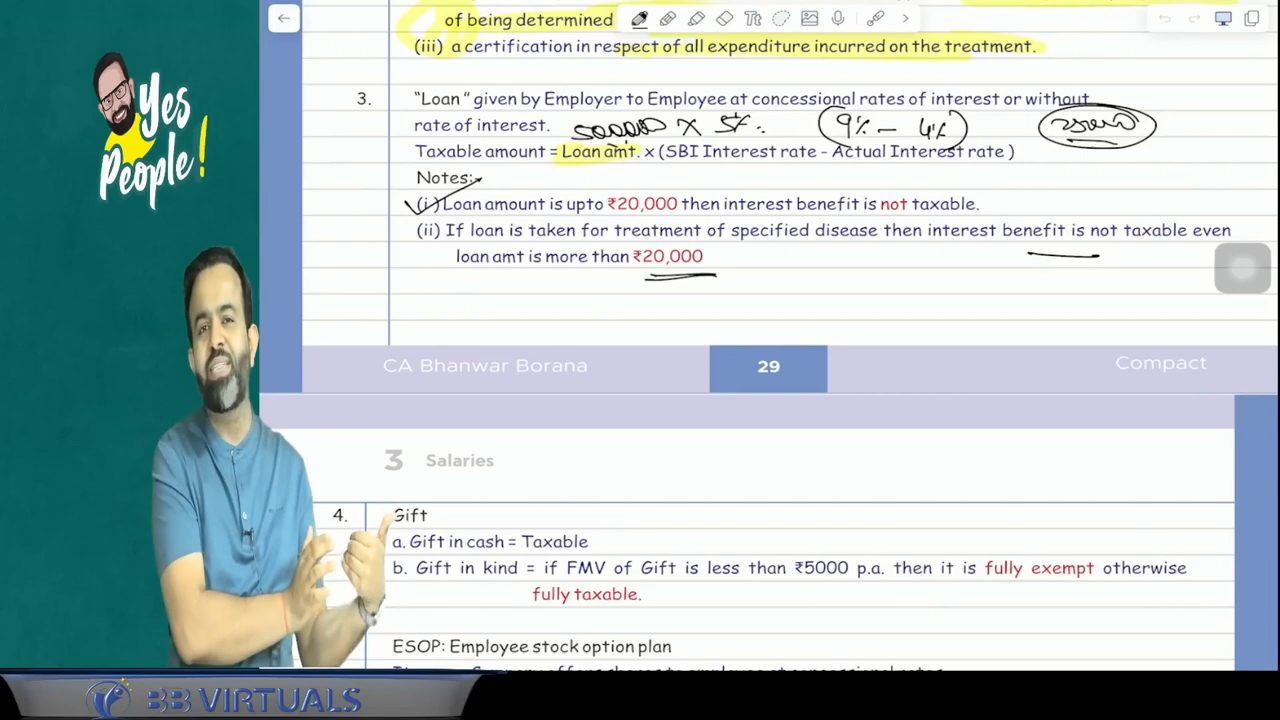 Yes
People!
of being determined
(iii) a certification in respect of all expenditure incurred on the treatment.
3. "Loan" given by Employer to Employee at concessional rates of interest or without
rate of interest. 500000 X 5%. (9% - 4%) 25000
Taxable amount = Loan amt. x (SBI Interest rate - Actual Interest rate )
Notes:-
(i) Loan amount is upto ₹20,000 then interest benefit is not taxable.
(ii) If loan is taken for treatment of specified disease then interest benefit is not taxable even
loan amt is more than ₹20,000
CA Bhanwar Borana 29 Compact
3 Salaries
4. Gift
a. Gift in cash = Taxable
b. Gift in kind = if FMV of Gift is less than ₹5000 p.a. then it is fully exempt otherwise
fully taxable.
ESOP: Employee stock option plan
BB VIRTUALS